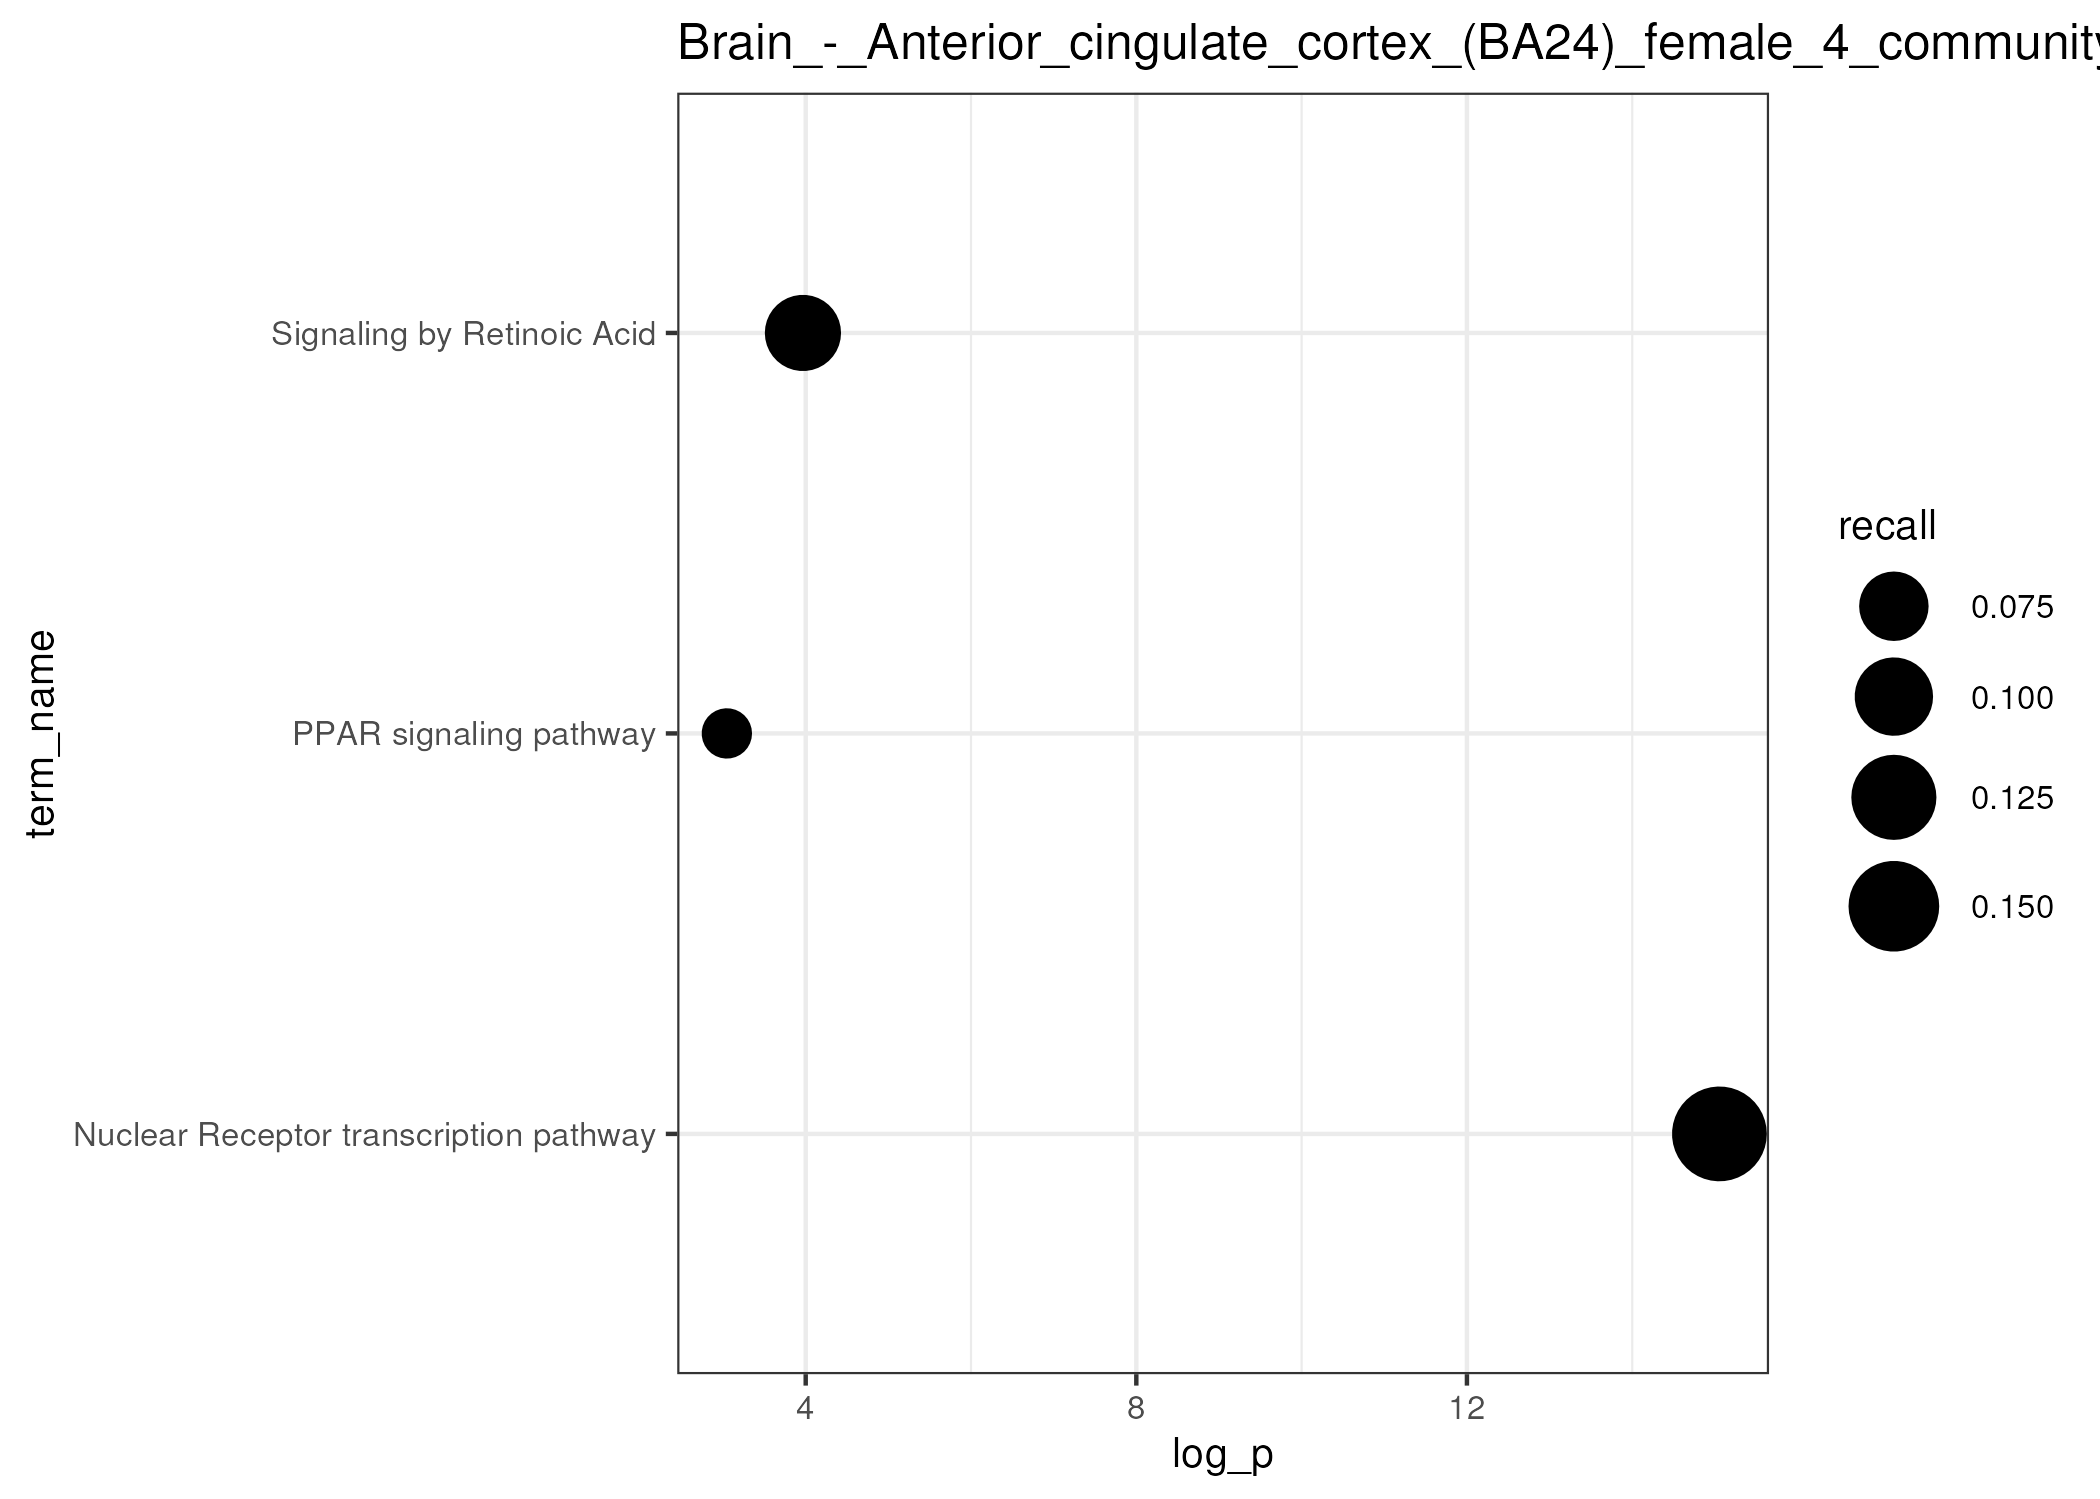 Brain_-_Anterior_cingulate_cortex_(BA24)_female_4_community
Signaling by Retinoic Acid
PPAR signaling pathway
Nuclear Receptor transcription pathway
term_name
4
8
12
log_p
recall
0.075
0.100
0.125
0.150